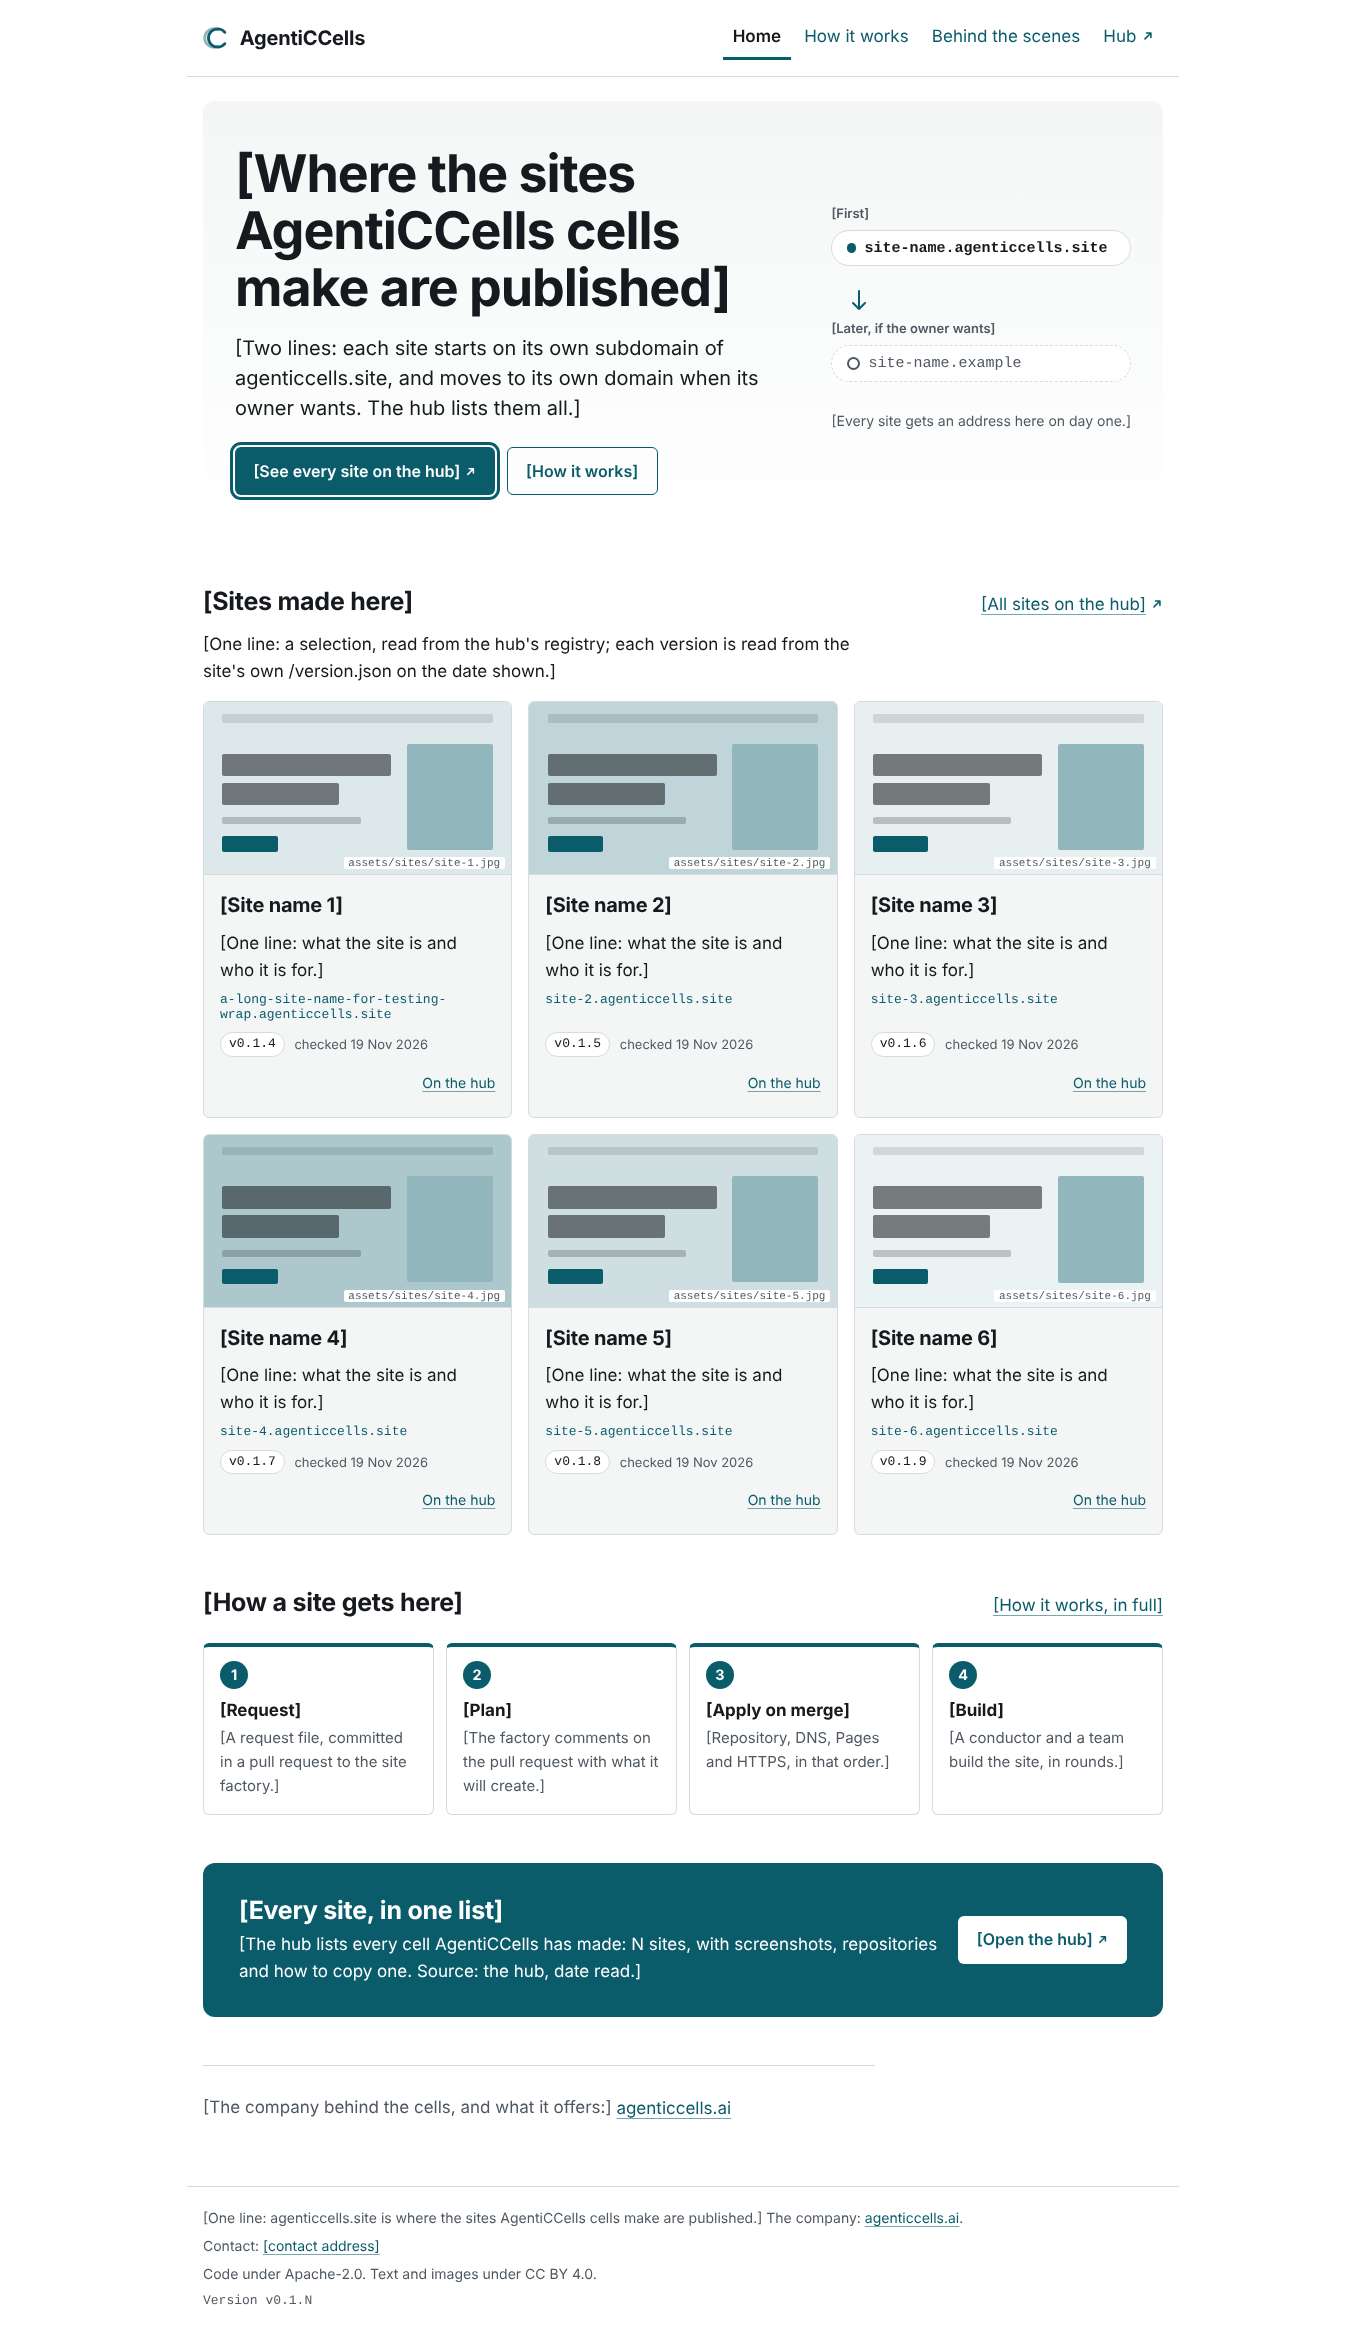 AgentiCCells
Home How it works Behind the scenes Hub ↗
[Where the sites
AgentiCCells cells
make are published]
[Two lines: each site starts on its own subdomain of
agenticcells.site, and moves to its own domain when its
owner wants. The hub lists them all.]
[See every site on the hub] ↗ [How it works]
[First]
site-name.agenticcells.site
[Later, if the owner wants]
site-name.example
[Every site gets an address here on day one.]
[Sites made here]
[All sites on the hub] ↗
[One line: a selection, read from the hub's registry; each version is read from the
site's own /version.json on the date shown.]
assets/sites/site-1.jpg
[Site name 1]
[One line: what the site is and
who it is for.]
a-long-site-name-for-testing-
wrap.agenticcells.site
v0.1.4 checked 19 Nov 2026
On the hub
assets/sites/site-2.jpg
[Site name 2]
[One line: what the site is and
who it is for.]
site-2.agenticcells.site
v0.1.5 checked 19 Nov 2026
On the hub
assets/sites/site-3.jpg
[Site name 3]
[One line: what the site is and
who it is for.]
site-3.agenticcells.site
v0.1.6 checked 19 Nov 2026
On the hub
assets/sites/site-4.jpg
[Site name 4]
[One line: what the site is and
who it is for.]
site-4.agenticcells.site
v0.1.7 checked 19 Nov 2026
On the hub
assets/sites/site-5.jpg
[Site name 5]
[One line: what the site is and
who it is for.]
site-5.agenticcells.site
v0.1.8 checked 19 Nov 2026
On the hub
assets/sites/site-6.jpg
[Site name 6]
[One line: what the site is and
who it is for.]
site-6.agenticcells.site
v0.1.9 checked 19 Nov 2026
On the hub
[How a site gets here]
[How it works, in full]
1
[Request]
[A request file, committed
in a pull request to the site
factory.]
2
[Plan]
[The factory comments on
the pull request with what it
will create.]
3
[Apply on merge]
[Repository, DNS, Pages
and HTTPS, in that order.]
4
[Build]
[A conductor and a team
build the site, in rounds.]
[Every site, in one list]
[The hub lists every cell AgentiCCells has made: N sites, with screenshots, repositories
and how to copy one. Source: the hub, date read.]
[Open the hub] ↗
[The company behind the cells, and what it offers:] agenticcells.ai
[One line: agenticcells.site is where the sites AgentiCCells cells make are published.] The company: agenticcells.ai.
Contact: [contact address]
Code under Apache-2.0. Text and images under CC BY 4.0.
Version v0.1.N